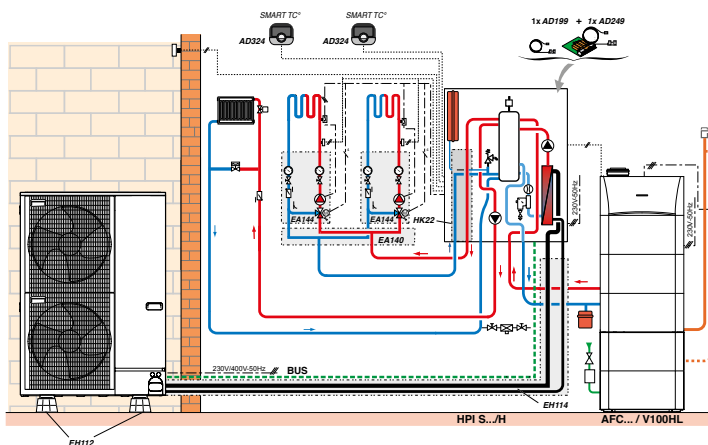 SMART TC°
AD324
SMART TC°
AD324
1x AD199 + 1x AD249
230V-50Hz
230V-50Hz
EA144
EA144
HK22
EA140
230V/400V-50Hz
BUS
EH114
HPI S.../H
AFC... / V100HL
EH112